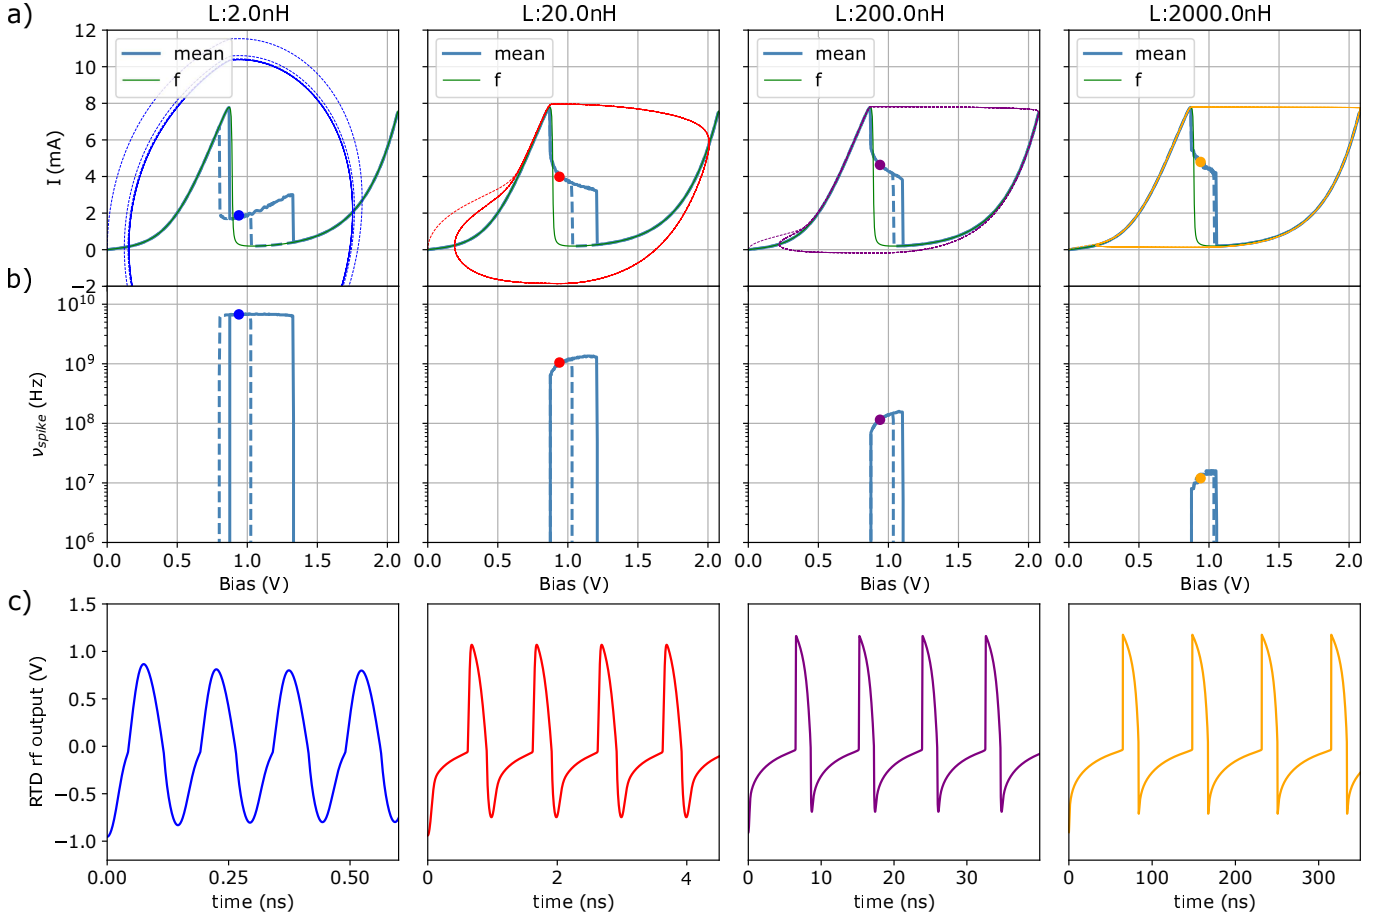 a)
L:2.0nH
L:20.0nH
L:200.0nH
L:2000.0nH
mean
f
mean
f
mean
f
mean
f
I (mA)
12
10
8
6
4
2
0
−2
b)
ν_spike (Hz)
10^10
10^9
10^8
10^7
10^6
0.0 0.5 1.0 1.5 2.0
0.0 0.5 1.0 1.5 2.0
0.0 0.5 1.0 1.5 2.0
0.0 0.5 1.0 1.5 2.0
Bias (V)
Bias (V)
Bias (V)
Bias (V)
c)
RTD rf output (V)
1.5
1.0
0.5
0.0
−0.5
−1.0
0.00 0.25 0.50
0 2 4
0 10 20 30
0 100 200 300
time (ns)
time (ns)
time (ns)
time (ns)